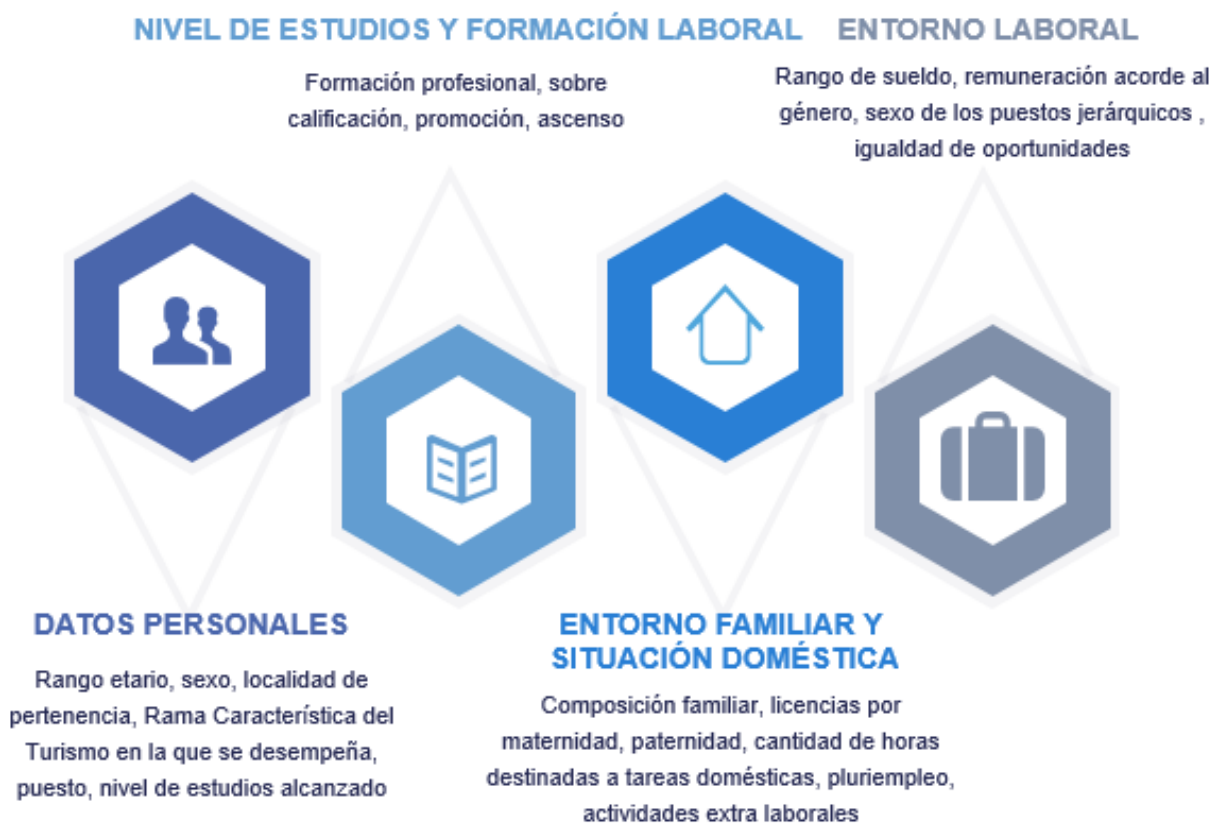 NIVEL DE ESTUDIOS Y FORMACIÓN LABORAL
Formación profesional, sobre
calificación, promoción, ascenso
ENTORNO LABORAL
Rango de sueldo, remuneración acorde al
género, sexo de los puestos jerárquicos ,
igualdad de oportunidades
DATOS PERSONALES
Rango etario, sexo, localidad de
pertenencia, Rama Característica del
Turismo en la que se desempeña,
puesto, nivel de estudios alcanzado
ENTORNO FAMILIAR Y
SITUACIÓN DOMÉSTICA
Composición familiar, licencias por
maternidad, paternidad, cantidad de horas
destinadas a tareas domésticas, pluriempleo,
actividades extra laborales